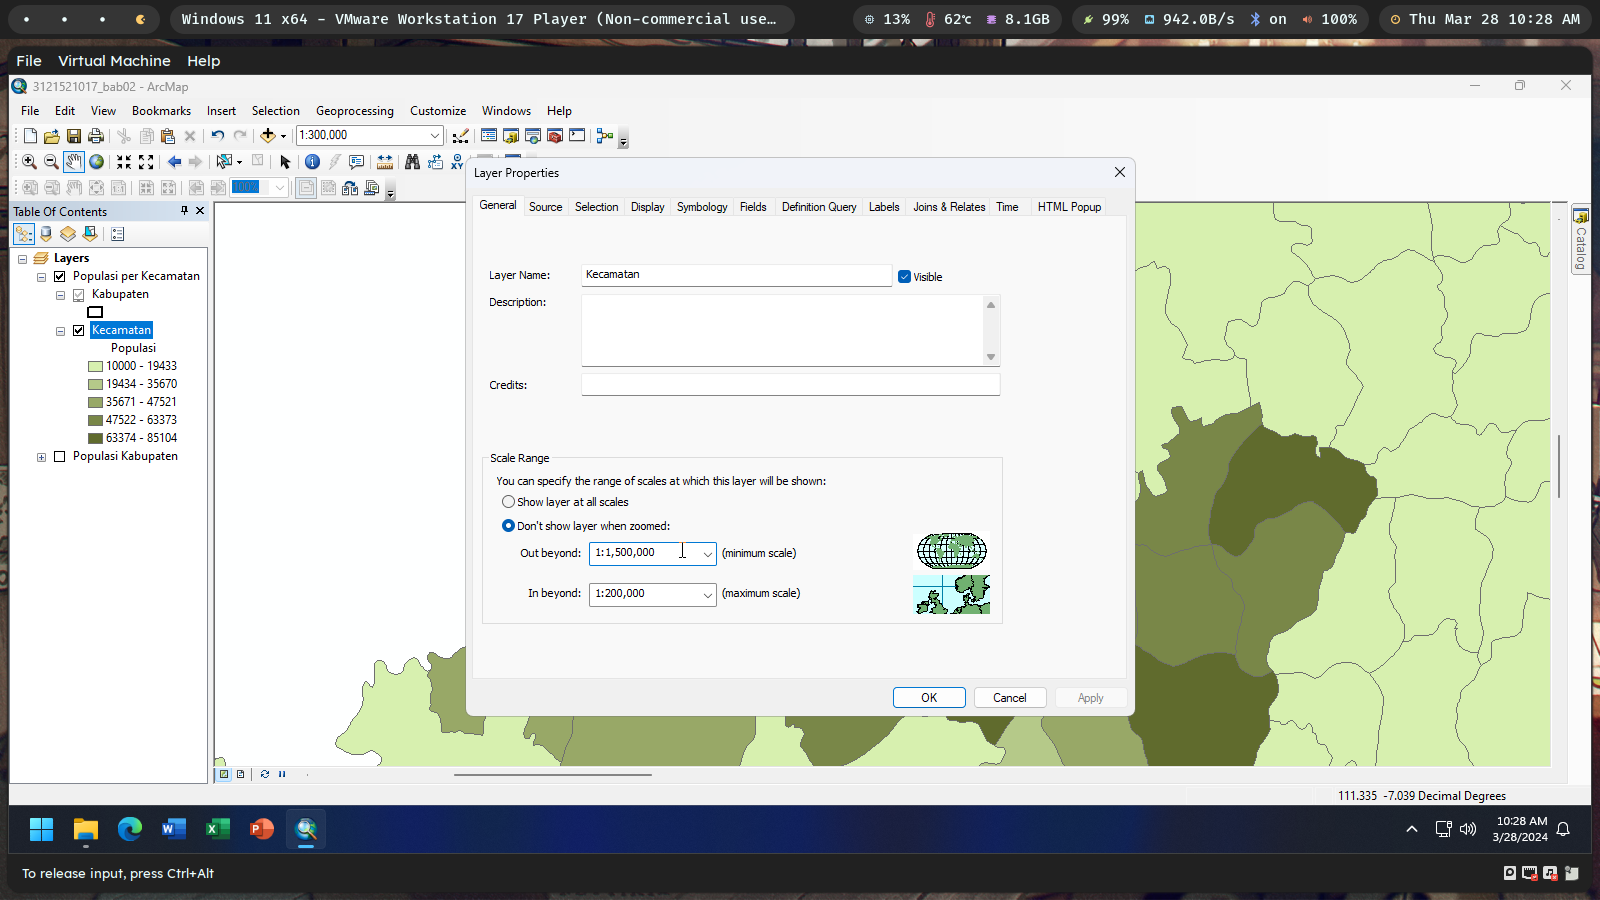 Windows 11 x64 - VMware Workstation 17 Player (Non-commercial use...
13% 62℃ 8.1GB
99% 942.0B/s on 100%
Thu Mar 28 10:28 AM
File Virtual Machine Help
3121521017_bab02 - ArcMap
File Edit View Bookmarks Insert Selection Geoprocessing Customize Windows Help
1:300,000
XY
100%
Table Of Contents
Layers
Populasi per Kecamatan
Kabupaten
Kecamatan
Populasi
10000 - 19433
19434 - 35670
35671 - 47521
47522 - 63373
63374 - 85104
Populasi Kabupaten
Layer Properties
General Source Selection Display Symbology Fields Definition Query Labels Joins & Relates Time HTML Popup
Layer Name: Kecamatan Visible
Description:
Credits:
Scale Range
You can specify the range of scales at which this layer will be shown:
Show layer at all scales
Don't show layer when zoomed:
Out beyond: 1:1,500,000 (minimum scale)
In beyond: 1:200,000 (maximum scale)
OK Cancel Apply
Catalog
111.335 -7.039 Decimal Degrees
10:28 AM
3/28/2024
To release input, press Ctrl+Alt